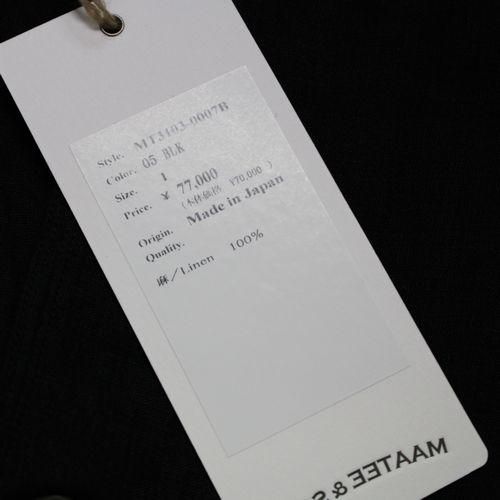 Style. MT3103-0007B
Color. 05 BLK
Size. 1
Price. ¥ 77,000
(本体価格 ¥70,000 )
Origin. Made in Japan
Quality.
麻／Linen 100%
MAATEE & S